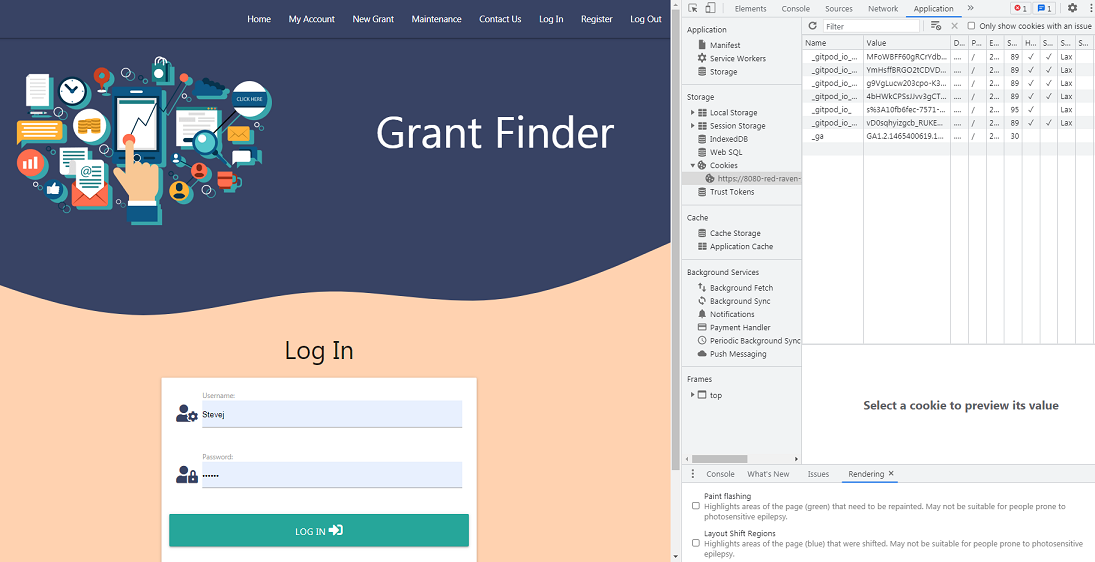 Home My Account New Grant Maintenance Contact Us Log In Register Log Out
CLICK HERE
Grant Finder
Log In
Username:
Stevej
Password:
••••••
LOG IN
Elements Console Sources Network Application » 1 1
Application
Manifest
Service Workers
Storage
Storage
Local Storage
Session Storage
IndexedDB
Web SQL
Cookies
https://8080-red-raven-
Trust Tokens
Cache
Cache Storage
Application Cache
Background Services
Background Fetch
Background Sync
Notifications
Payment Handler
Periodic Background Sync
Push Messaging
Frames
top
Filter Only show cookies with an issue
Name Value D... P... E... S... H... S... S... S...
_gitpod_io_... MFoWBFF60gRCrYdb... .... / 2... 89 ✓ ✓ Lax
_gitpod_io_... YmHsffBRGO2tCDVD... .... / 2... 89 ✓ ✓ Lax
_gitpod_io_... g9VgLucw203cpo-K3... .... / 2... 89 ✓ ✓ Lax
_gitpod_io_... 4bHWkCPSsJJvv3gCT... .... / 2... 89 ✓ ✓ Lax
_gitpod_io_ s%3A10fb6fec-7571-... .... / 2... 95 ✓ Lax
_gitpod_io_... vD0sqhyizgcb_RUKE... .... / 2... 89 ✓ ✓ Lax
_ga GA1.2.1465400619.1... .... / 2... 30
Select a cookie to preview its value
Console What's New Issues Rendering ×
Paint flashing
Highlights areas of the page (green) that need to be repainted. May not be suitable for people prone to
photosensitive epilepsy.
Layout Shift Regions
Highlights areas of the page (blue) that were shifted. May not be suitable for people prone to photosensitive
epilepsy.